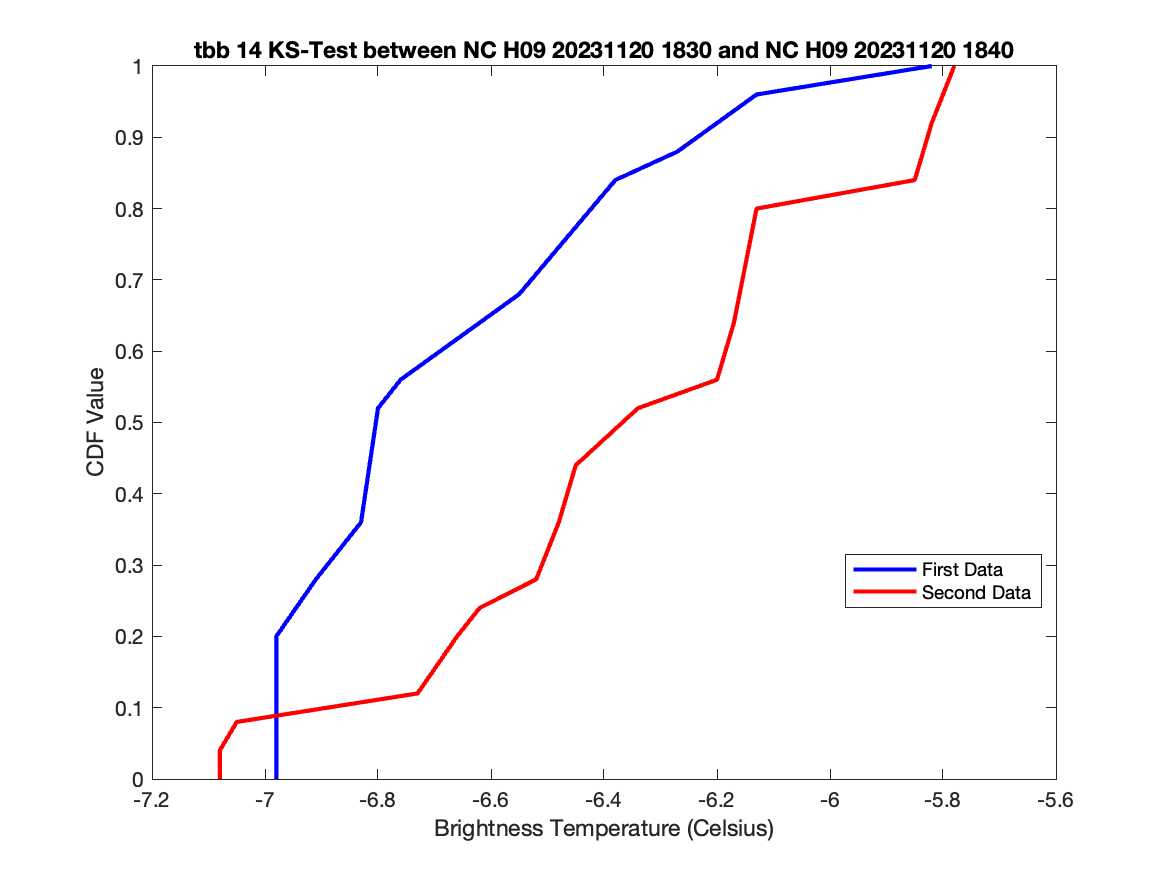 tbb 14 KS-Test between NC H09 20231120 1830 and NC H09 20231120 1840
1
0.9
0.8
0.7
0.6
0.5
0.4
0.3
0.2
0.1
0
CDF Value
First Data
Second Data
-7.2 -7 -6.8 -6.6 -6.4 -6.2 -6 -5.8 -5.6
Brightness Temperature (Celsius)